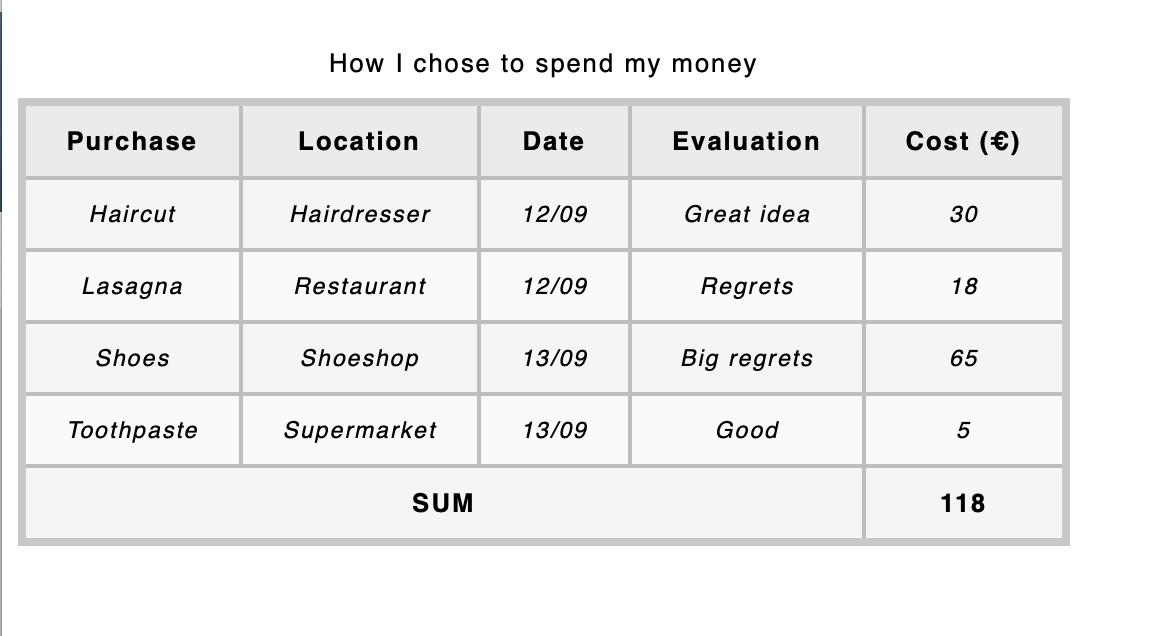 How I chose to spend my money
Purchase Location Date Evaluation Cost (€)
Haircut Hairdresser 12/09 Great idea 30
Lasagna Restaurant 12/09 Regrets 18
Shoes Shoeshop 13/09 Big regrets 65
Toothpaste Supermarket 13/09 Good 5
SUM 118